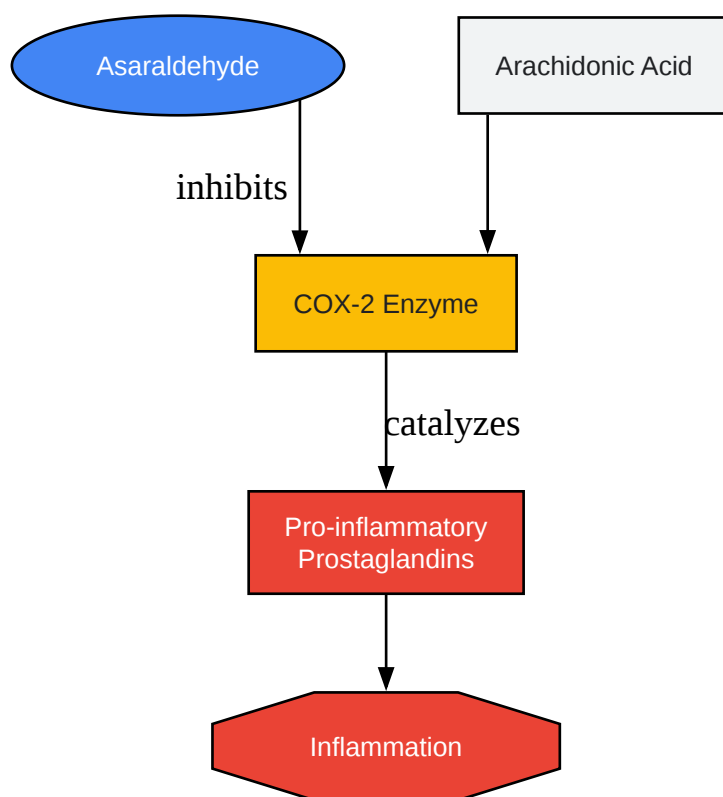 Asaraldehyde
Arachidonic Acid
inhibits
COX-2 Enzyme
catalyzes
Pro-inflammatory
Prostaglandins
Inflammation